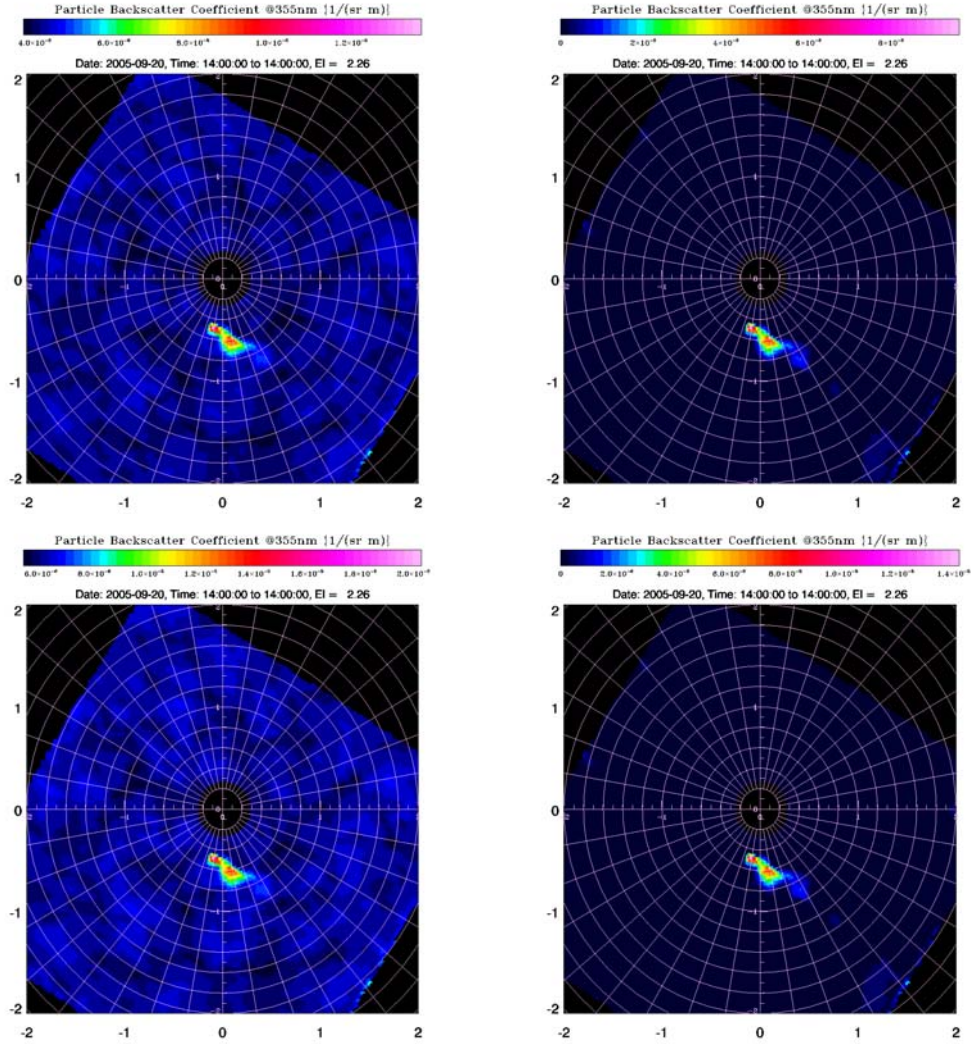 Particle Backscatter Coefficient @355nm {1/(sr m)}
Date: 2005-09-20, Time: 14:00:00 to 14:00:00, El = 2.26
2
1
0
-1
-2
-2 -1 0 1 2
Particle Backscatter Coefficient @355nm {1/(sr m)}
Date: 2005-09-20, Time: 14:00:00 to 14:00:00, El = 2.26
2
1
0
-1
-2
-2 -1 0 1 2
Particle Backscatter Coefficient @355nm {1/(sr m)}
Date: 2005-09-20, Time: 14:00:00 to 14:00:00, El = 2.26
2
1
0
-1
-2
-2 -1 0 1 2
Particle Backscatter Coefficient @355nm {1/(sr m)}
Date: 2005-09-20, Time: 14:00:00 to 14:00:00, El = 2.26
2
1
0
-1
-2
-2 -1 0 1 2